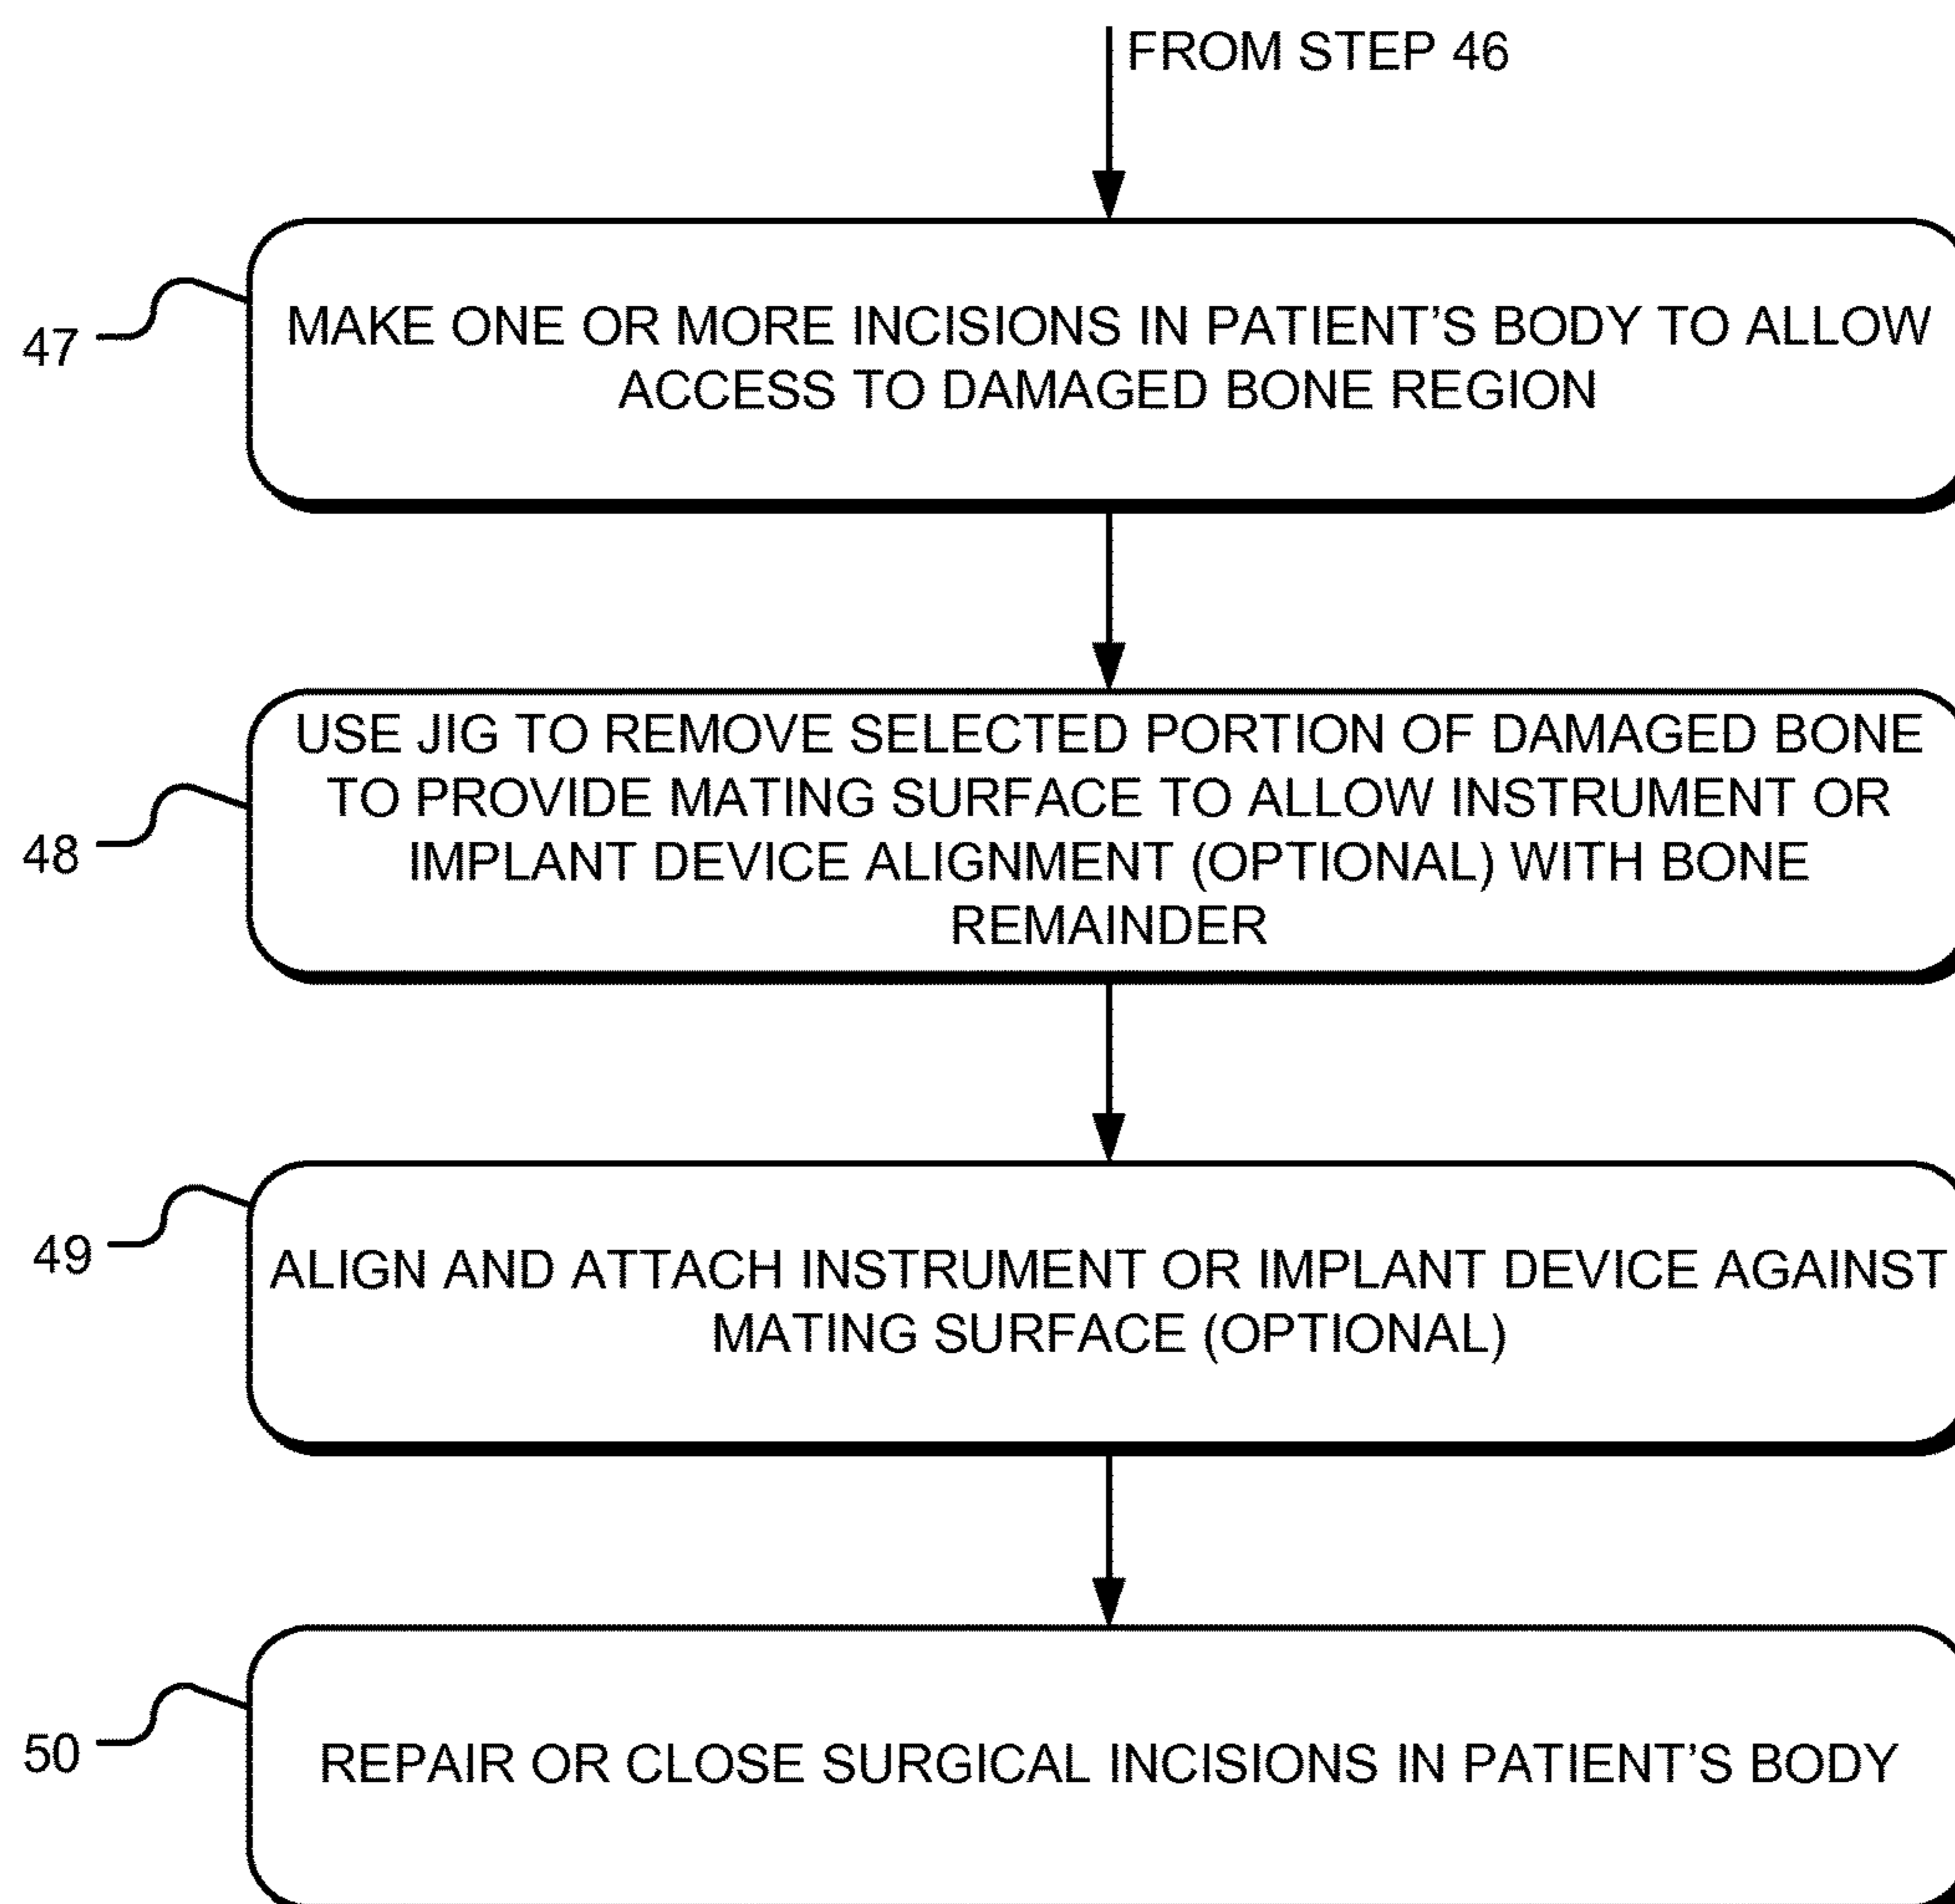 FROM STEP 46
47
MAKE ONE OR MORE INCISIONS IN PATIENT’S BODY TO ALLOW
ACCESS TO DAMAGED BONE REGION
48
USE JIG TO REMOVE SELECTED PORTION OF DAMAGED BONE
TO PROVIDE MATING SURFACE TO ALLOW INSTRUMENT OR
IMPLANT DEVICE ALIGNMENT (OPTIONAL) WITH BONE
REMAINDER
49
ALIGN AND ATTACH INSTRUMENT OR IMPLANT DEVICE AGAINST
MATING SURFACE (OPTIONAL)
50
REPAIR OR CLOSE SURGICAL INCISIONS IN PATIENT’S BODY